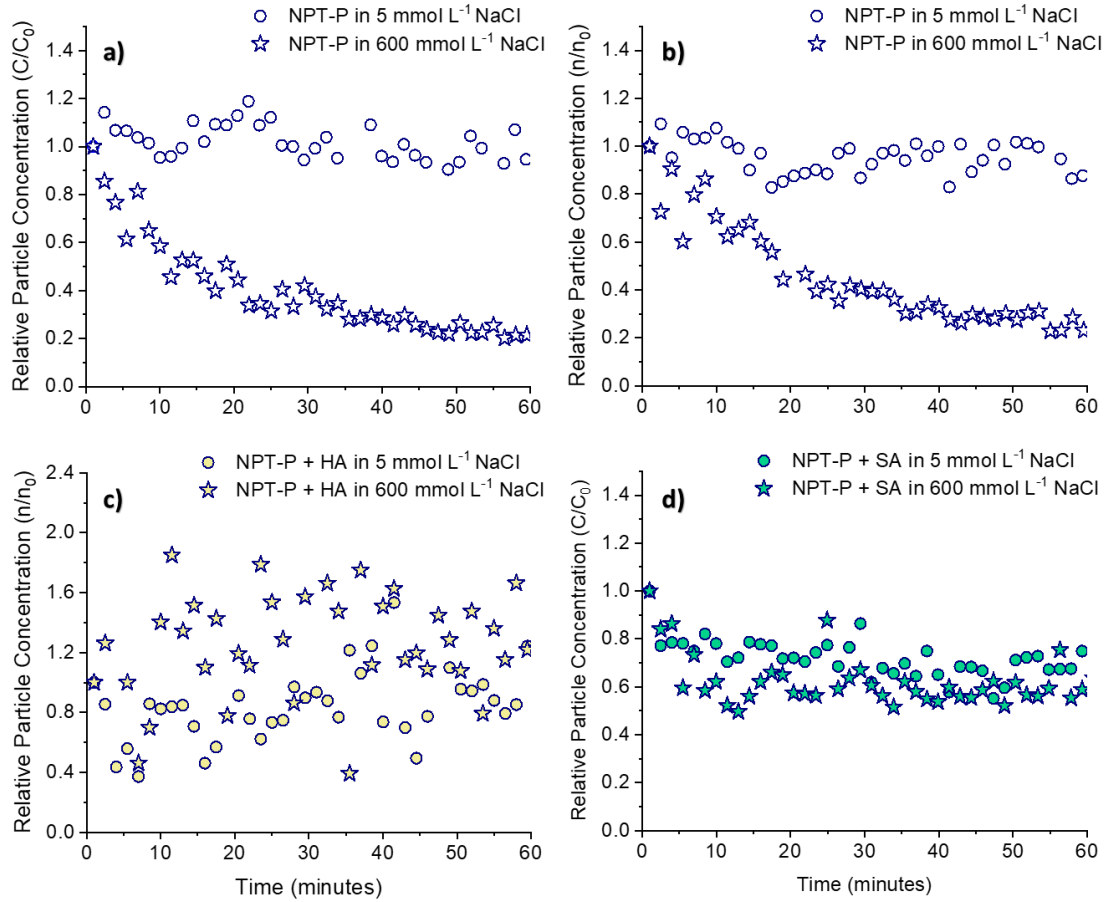 NPT-P in 5 mmol L⁻¹ NaCl
NPT-P in 600 mmol L⁻¹ NaCl
a)
Relative Particle Concentration (C/C₀)
1.4
1.2
1.0
0.8
0.6
0.4
0.2
0.0
0 10 20 30 40 50 60
Time (minutes)
NPT-P in 5 mmol L⁻¹ NaCl
NPT-P in 600 mmol L⁻¹ NaCl
b)
Relative Particle Concentration (n/n₀)
1.4
1.2
1.0
0.8
0.6
0.4
0.2
0.0
0 10 20 30 40 50 60
Time (minutes)
NPT-P + HA in 5 mmol L⁻¹ NaCl
NPT-P + HA in 600 mmol L⁻¹ NaCl
c)
Relative Particle Concentration (n/n₀)
2.4
2.0
1.6
1.2
0.8
0.4
0.0
0 10 20 30 40 50 60
Time (minutes)
NPT-P + SA in 5 mmol L⁻¹ NaCl
NPT-P + SA in 600 mmol L⁻¹ NaCl
d)
Relative Particle Concentration (C/C₀)
1.4
1.2
1.0
0.8
0.6
0.4
0.2
0.0
0 10 20 30 40 50 60
Time (minutes)